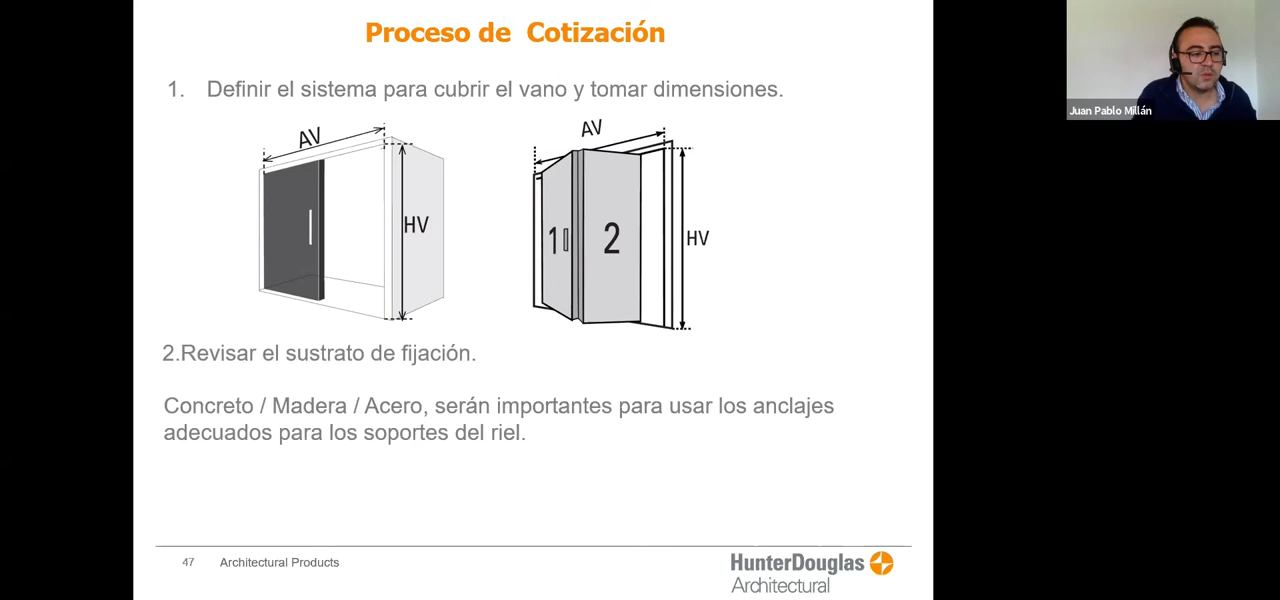 Proceso de Cotización
Juan Pablo Millán
1. Definir el sistema para cubrir el vano y tomar dimensiones.
AV
HV
AV
1
2
HV
2.Revisar el sustrato de fijación.
Concreto / Madera / Acero, serán importantes para usar los anclajes
adecuados para los soportes del riel.
47 Architectural Products
HunterDouglas
Architectural